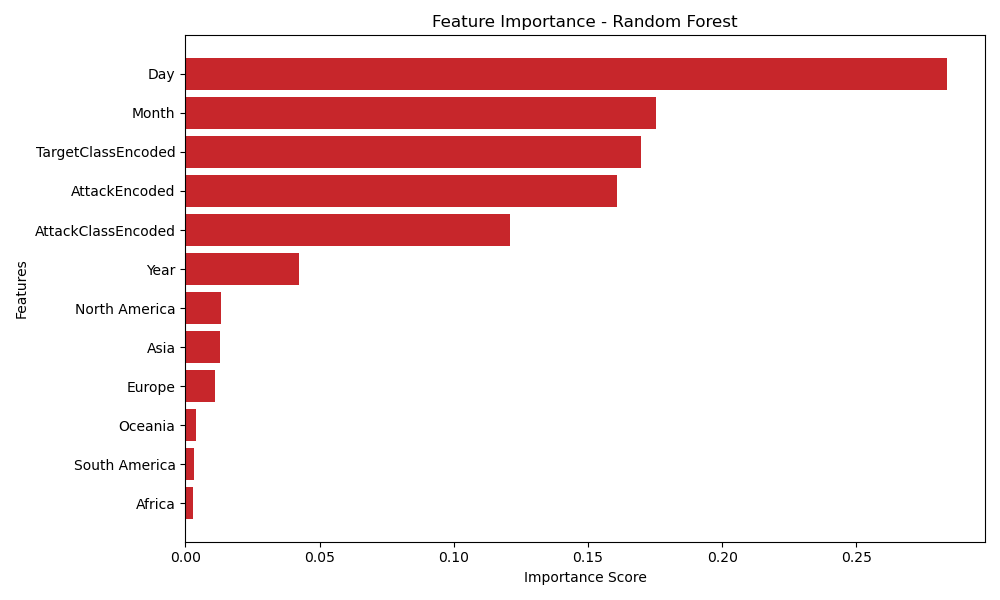 Feature Importance - Random Forest
Features
Day
Month
TargetClassEncoded
AttackEncoded
AttackClassEncoded
Year
North America
Asia
Europe
Oceania
South America
Africa
0.00 0.05 0.10 0.15 0.20 0.25
Importance Score